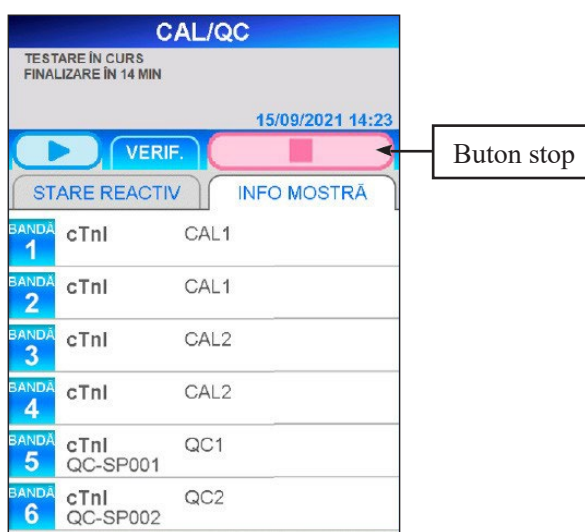 CAL/QC
TESTARE ÎN CURS
FINALIZARE ÎN 14 MIN
15/09/2021 14:23
VERIF.
Buton stop
STARE REACTIV INFO MOSTRĂ
BANDĂ
1 cTnI CAL1
BANDĂ
2 cTnI CAL1
BANDĂ
3 cTnI CAL2
BANDĂ
4 cTnI CAL2
BANDĂ
5 cTnI QC1
QC-SP001
BANDĂ
6 cTnI QC2
QC-SP002